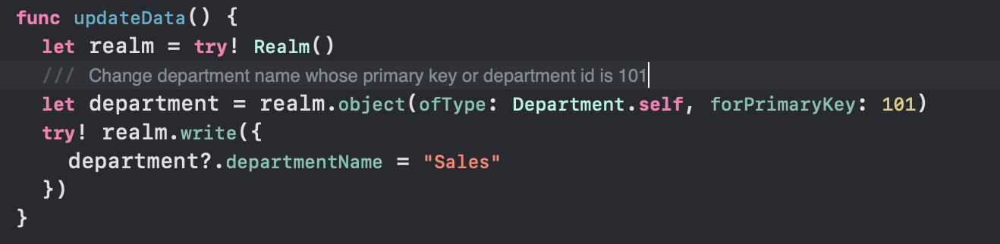 func updateData() {
let realm = try! Realm()
/// Change department name whose primary key or department id is 101
let department = realm.object(ofType: Department.self, forPrimaryKey: 101)
try! realm.write({
department?.departmentName = "Sales"
})
}